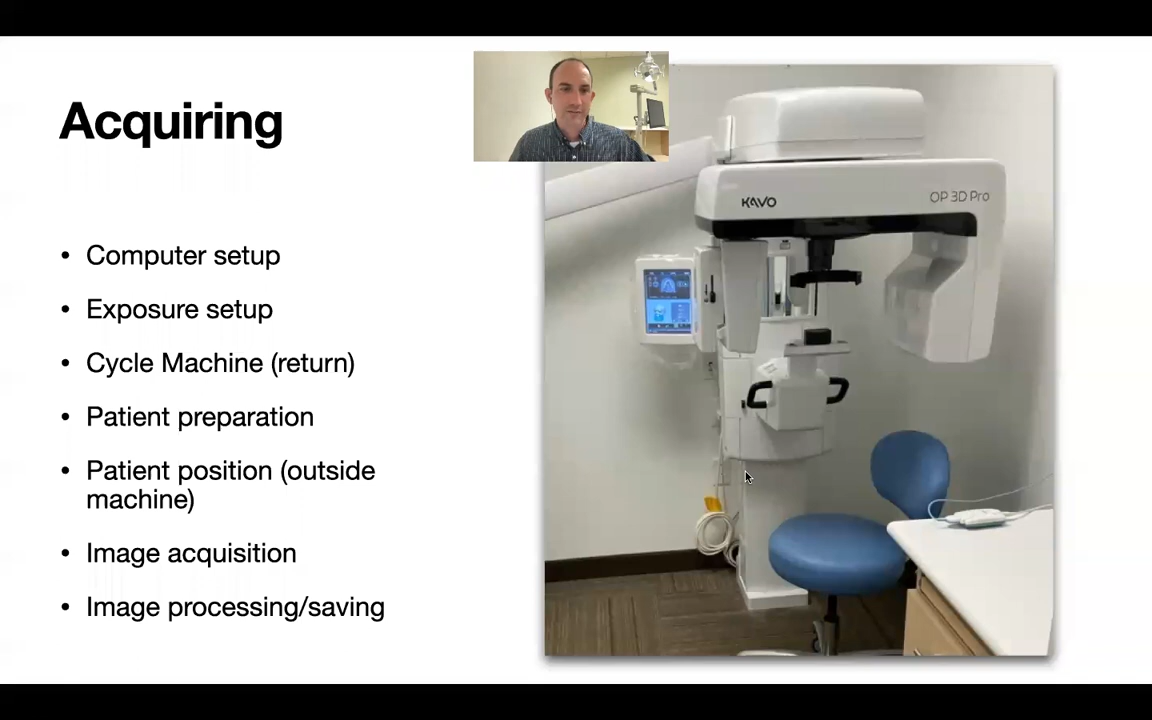 Acquiring
• Computer setup
• Exposure setup
• Cycle Machine (return)
• Patient preparation
• Patient position (outside
machine)
• Image acquisition
• Image processing/saving
KAVO
OP 3D Pro